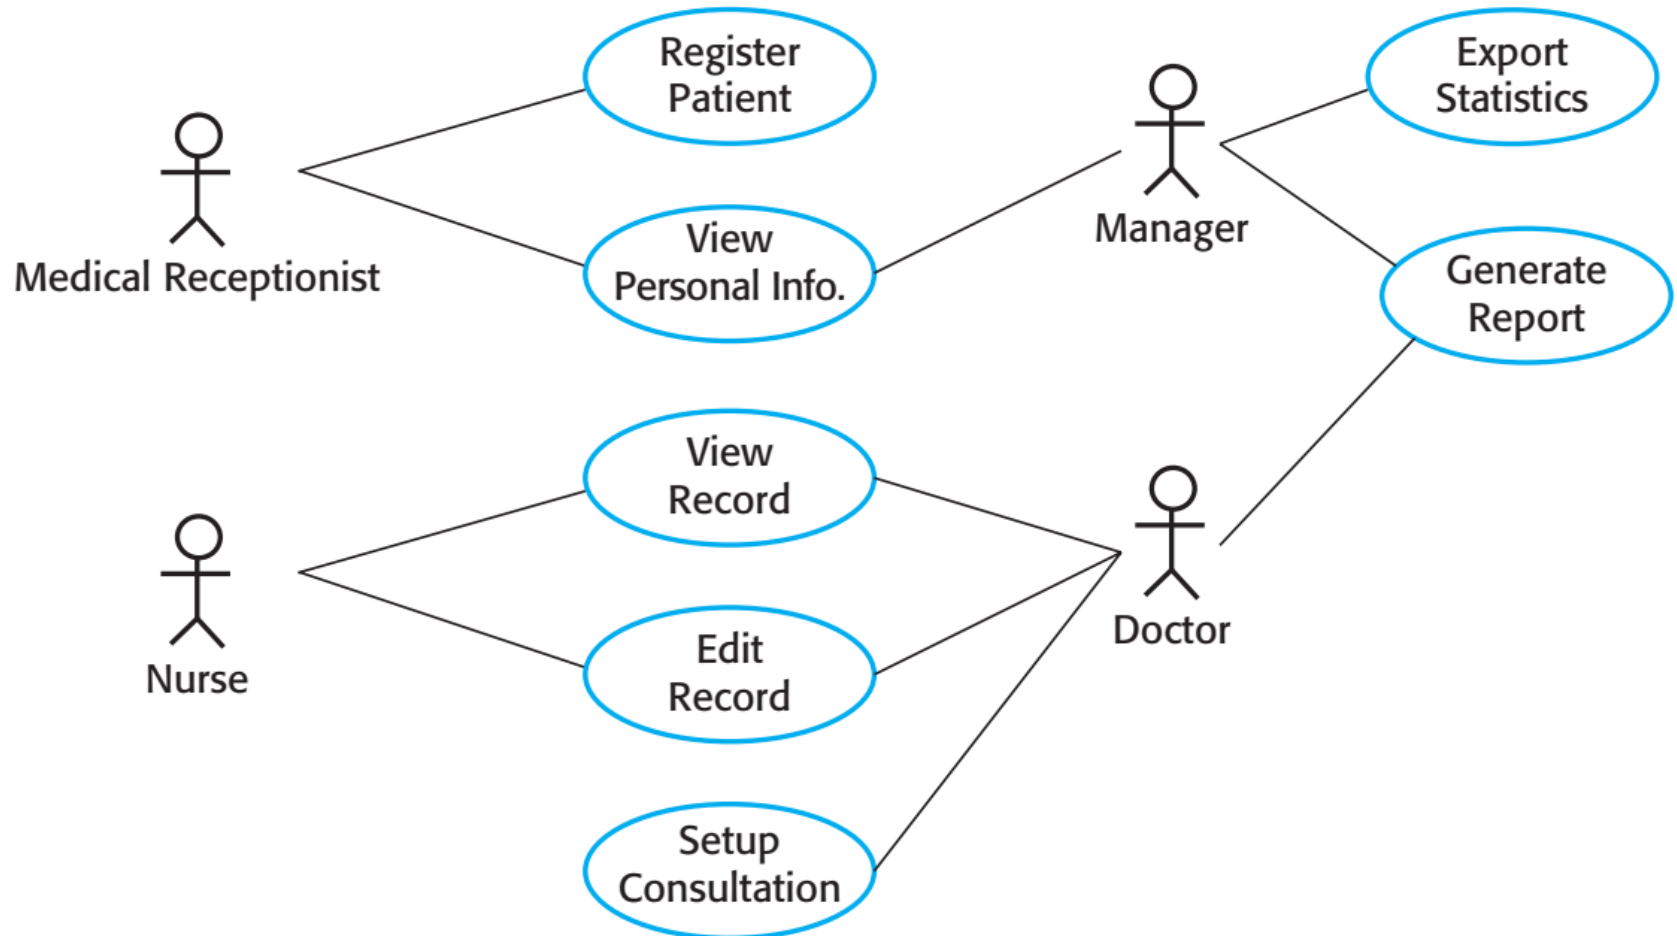 Register
Patient
Export
Statistics
Medical Receptionist
View
Personal Info.
Manager
Generate
Report
View
Record
Nurse
Edit
Record
Doctor
Setup
Consultation